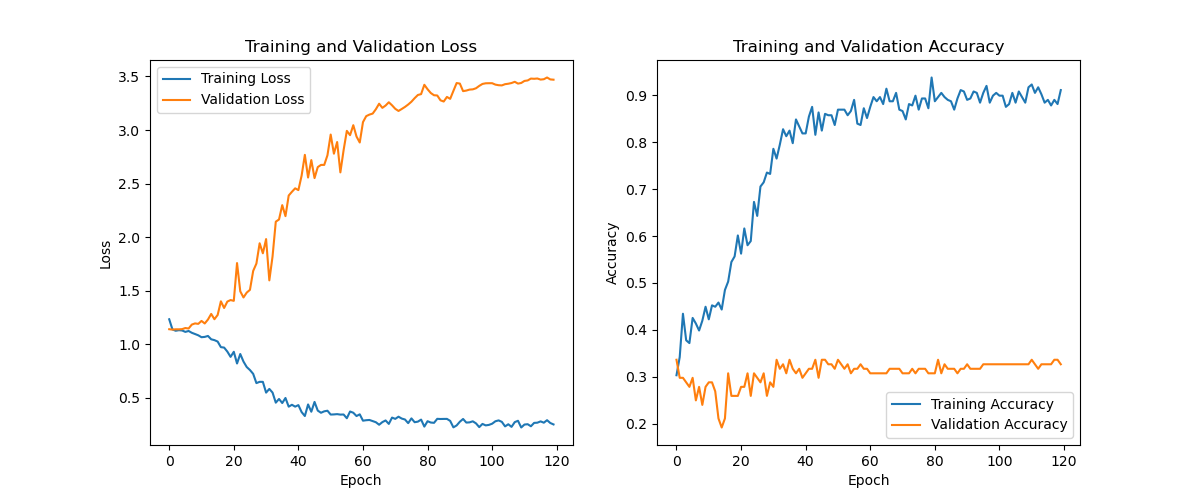 Training and Validation Loss
3.5
3.0
2.5
2.0
1.5
1.0
0.5
Loss
Training Loss
Validation Loss
0 20 40 60 80 100 120
Epoch
Training and Validation Accuracy
0.9
0.8
0.7
0.6
0.5
0.4
0.3
0.2
Accuracy
Training Accuracy
Validation Accuracy
0 20 40 60 80 100 120
Epoch